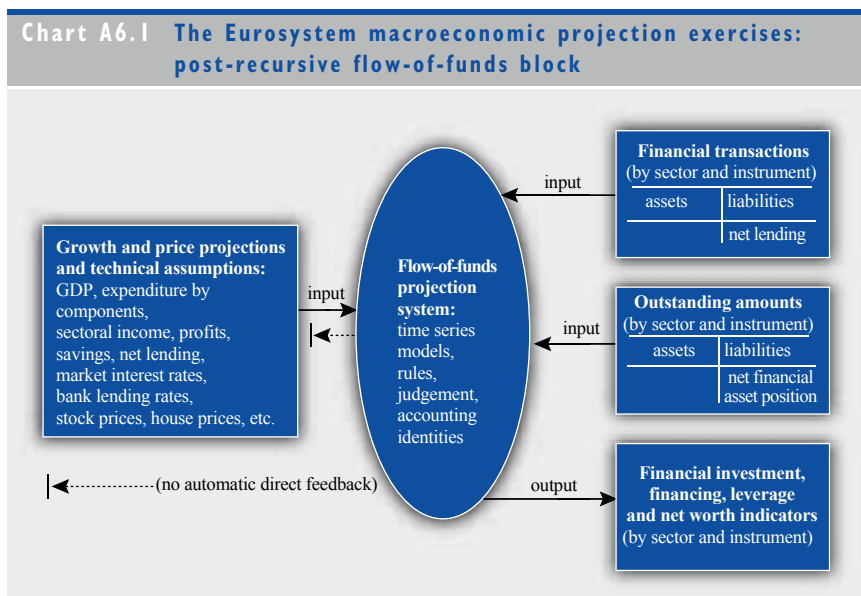 Chart A6.1 The Eurosystem macroeconomic projection exercises:
post-recursive flow-of-funds block
Growth and price projections
and technical assumptions:
GDP, expenditure by
components,
sectoral income, profits,
savings, net lending,
market interest rates,
bank lending rates,
stock prices, house prices, etc.
input
(no automatic direct feedback)
Flow-of-funds
projection
system:
time series
models,
rules,
judgement,
accounting
identities
input
Financial transactions
(by sector and instrument)
assets liabilities
net lending
input
Outstanding amounts
(by sector and instrument)
assets liabilities
net financial
asset position
output
Financial investment,
financing, leverage
and net worth indicators
(by sector and instrument)